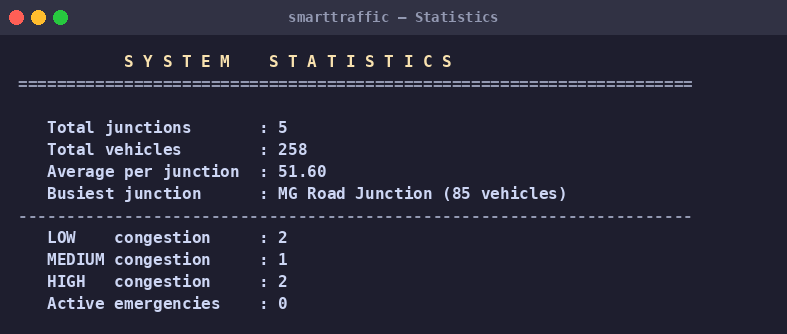 smarttraffic — Statistics
S Y S T E M    S T A T I S T I C S
======================================================================
Total junctions       : 5
Total vehicles        : 258
Average per junction  : 51.60
Busiest junction      : MG Road Junction (85 vehicles)
----------------------------------------------------------------------
LOW    congestion     : 2
MEDIUM congestion     : 1
HIGH   congestion     : 2
Active emergencies    : 0